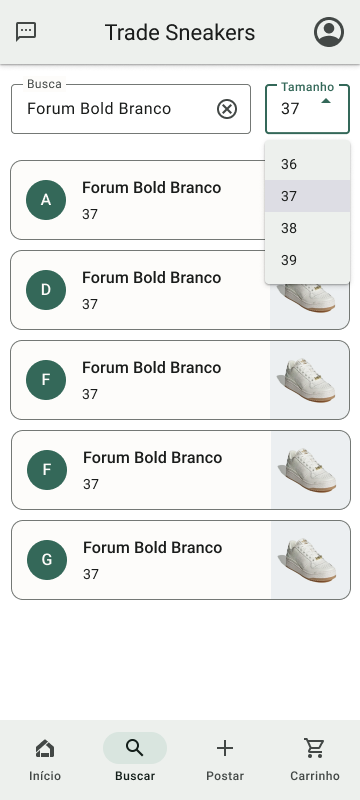 Trade Sneakers
Busca
Forum Bold Branco
Tamanho
37
36
37
38
39
A
Forum Bold Branco
37
D
Forum Bold Branco
37
F
Forum Bold Branco
37
F
Forum Bold Branco
37
G
Forum Bold Branco
37
Início
Buscar
Postar
Carrinho